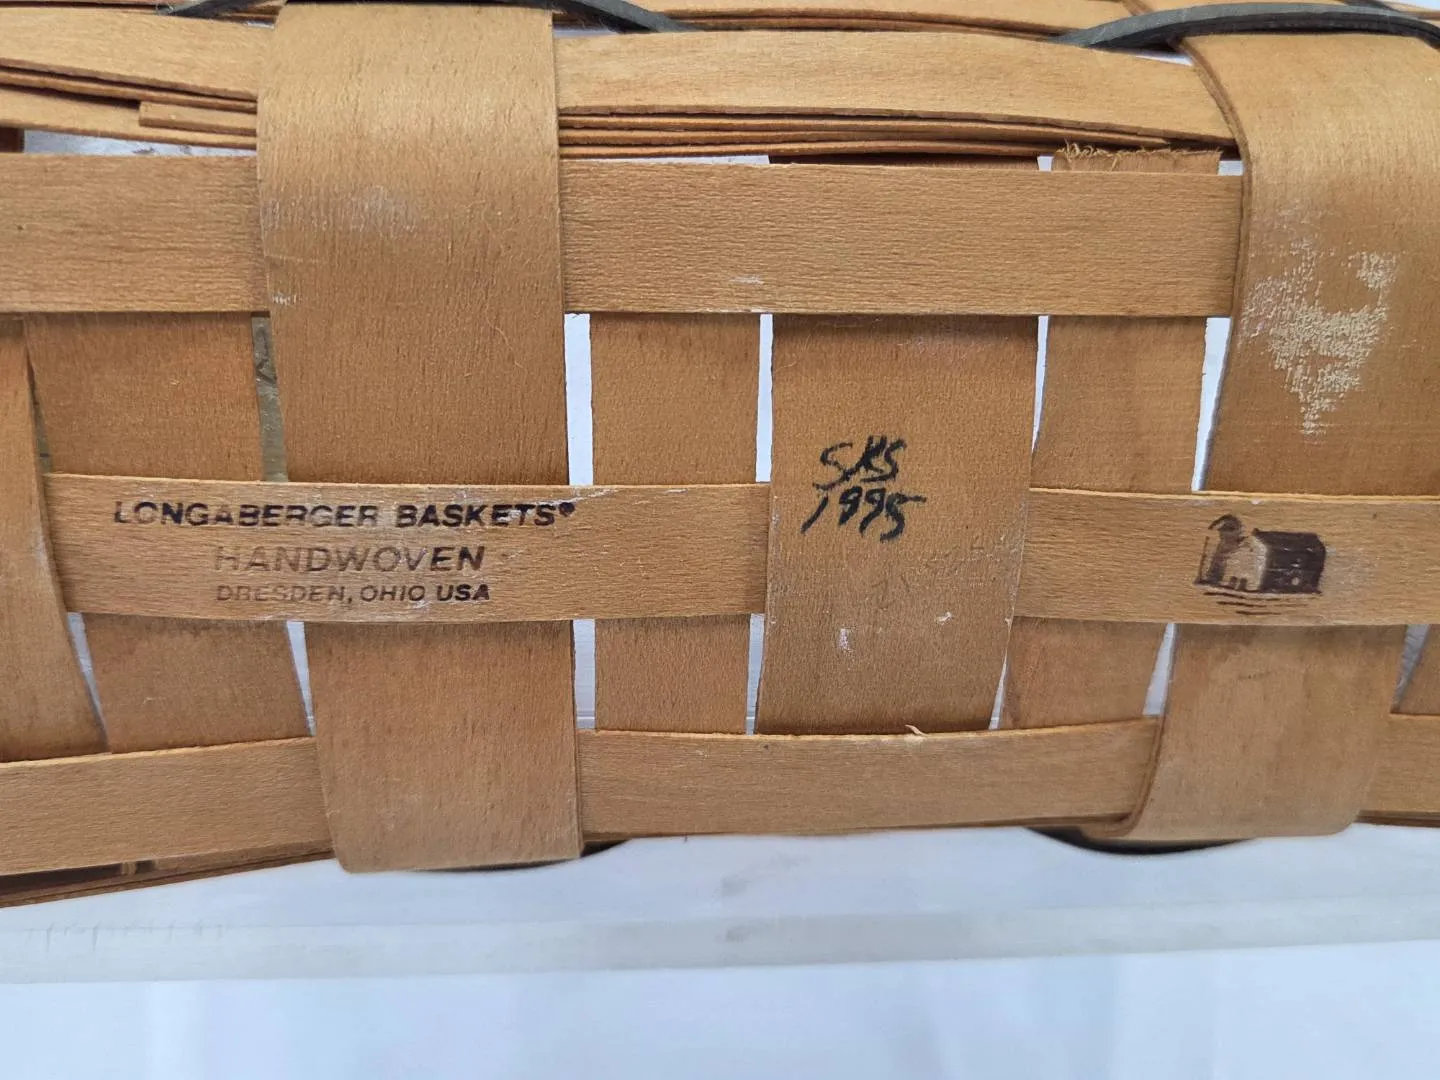 LONGABERGER BASKETS®
HANDWOVEN
DRESDEN, OHIO USA
SKS
1995